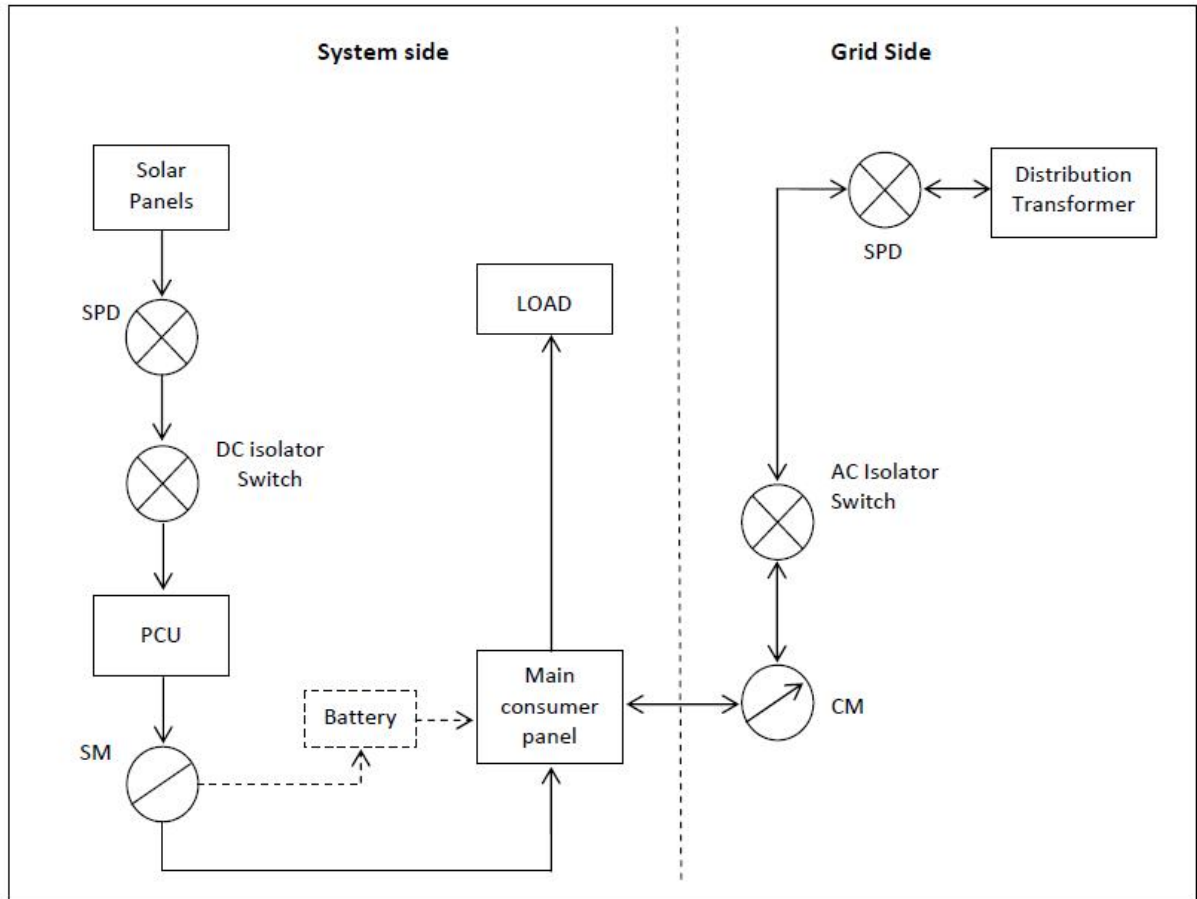 System side
Grid Side
Solar
Panels
SPD
DC isolator
Switch
PCU
SM
Battery
LOAD
Main
consumer
panel
SPD
Distribution
Transformer
AC Isolator
Switch
CM